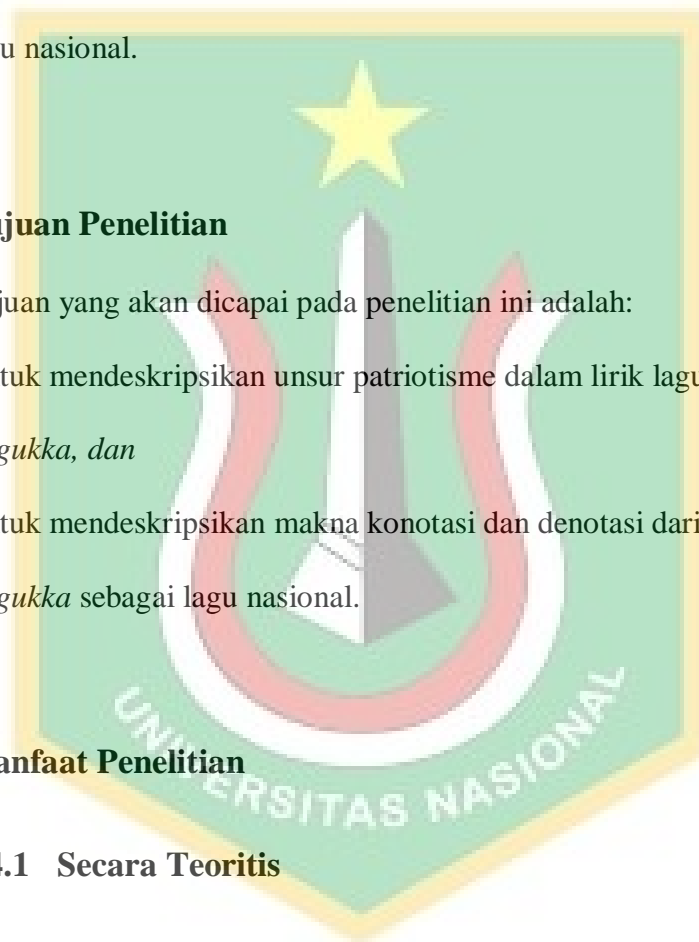 u nasional.
juan Penelitian
juan yang akan dicapai pada penelitian ini adalah:
tuk mendeskripsikan unsur patriotisme dalam lirik lagu
gukka, dan
tuk mendeskripsikan makna konotasi dan denotasi dari
gukka sebagai lagu nasional.
anfaat Penelitian
4.1 Secara Teoritis
UNIVERSITAS NASIONAL